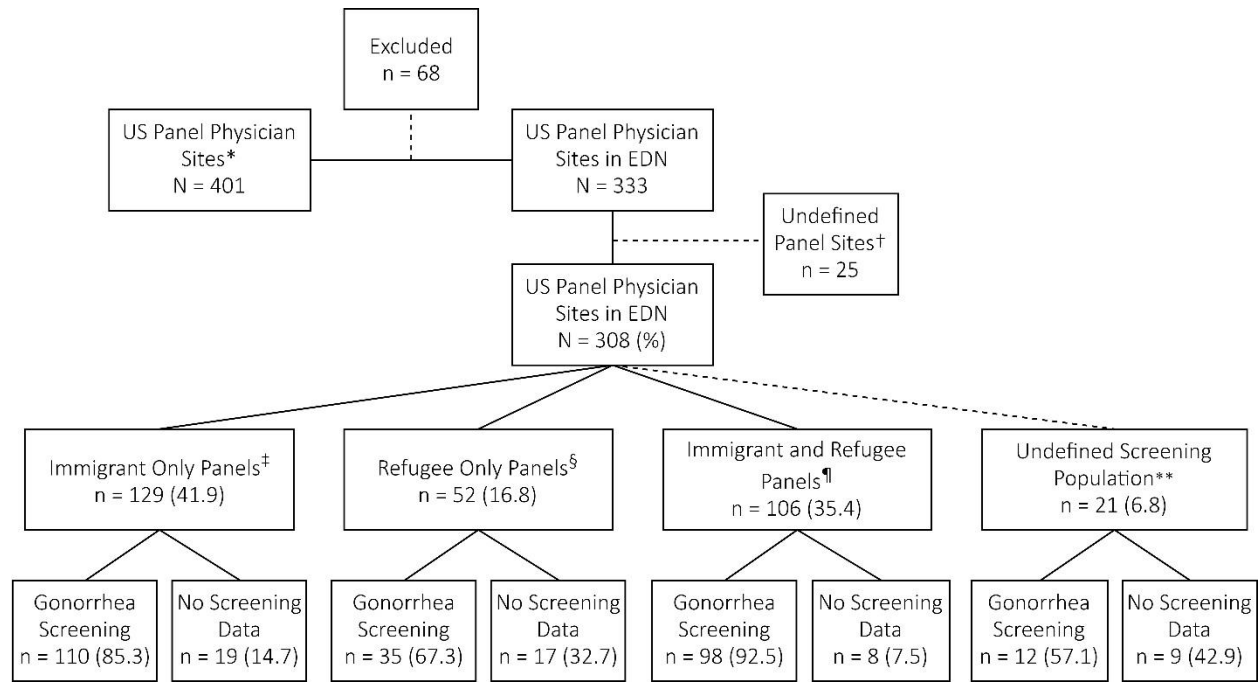 Excluded
n = 68
US Panel Physician
Sites*
N = 401
US Panel Physician
Sites in EDN
N = 333
Undefined
Panel Sites†
n = 25
US Panel Physician
Sites in EDN
N = 308 (%)
Immigrant Only Panels‡
n = 129 (41.9)
Refugee Only Panels§
n = 52 (16.8)
Immigrant and Refugee
Panels¶
n = 106 (35.4)
Undefined Screening
Population**
n = 21 (6.8)
Gonorrhea
Screening
n = 110 (85.3)
No Screening
Data
n = 19 (14.7)
Gonorrhea
Screening
n = 35 (67.3)
No Screening
Data
n = 17 (32.7)
Gonorrhea
Screening
n = 98 (92.5)
No Screening
Data
n = 8 (7.5)
Gonorrhea
Screening
n = 12 (57.1)
No Screening
Data
n = 9 (42.9)